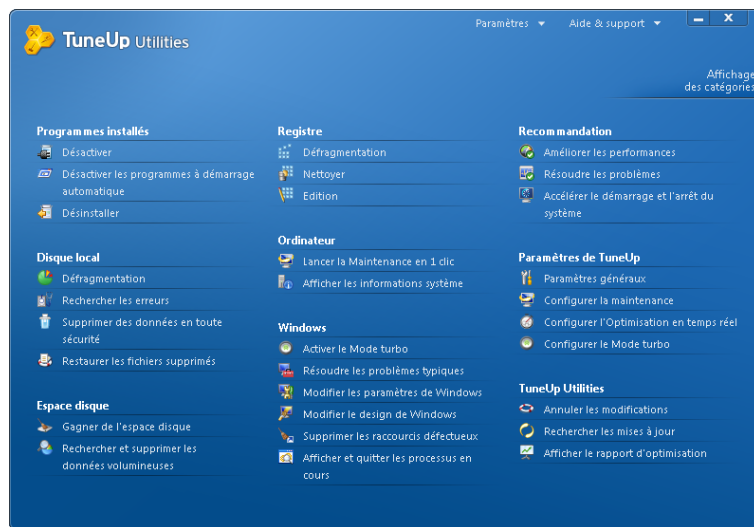 Paramètres
Aide & support
TuneUp Utilities
Affichage
des catégories
Programmes installés
Désactiver
Désactiver les programmes à démarrage
automatique
Désinstaller
Disque local
Défragmentation
Rechercher les erreurs
Supprimer des données en toute
sécurité
Restaurer les fichiers supprimés
Espace disque
Gagner de l'espace disque
Rechercher et supprimer les
données volumineuses
Registre
Défragmentation
Nettoyer
Edition
Ordinateur
Lancer la Maintenance en 1 clic
Afficher les informations système
Windows
Activer le Mode turbo
Résoudre les problèmes typiques
Modifier les paramètres de Windows
Modifier le design de Windows
Supprimer les raccourcis défectueux
Afficher et quitter les processus en
cours
Recommandation
Améliorer les performances
Résoudre les problèmes
Accélérer le démarrage et l'arrêt du
système
Paramètres de TuneUp
Paramètres généraux
Configurer la maintenance
Configurer l'Optimisation en temps réel
Configurer le Mode turbo
TuneUp Utilities
Annuler les modifications
Rechercher les mises à jour
Afficher le rapport d'optimisation